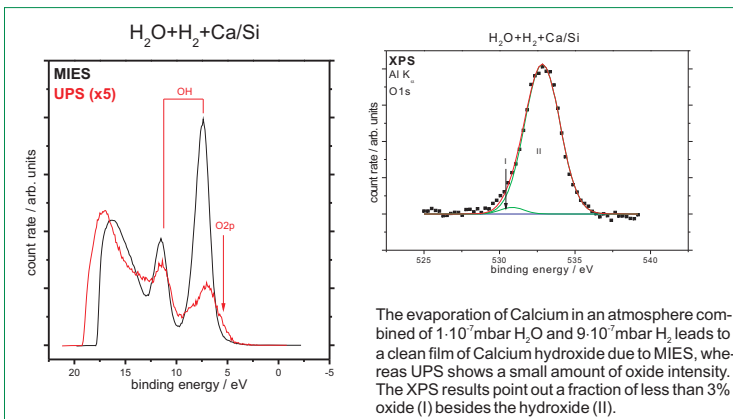 H2O+H2+Ca/Si
MIES
UPS (x5)
OH
O2p
count rate / arb. units
20 15 10 5 0 -5
binding energy / eV
H2O+H2+Ca/Si
XPS
Al Kα
O1s
I
II
count rate / arb. units
525 530 535 540
binding energy / eV
The evaporation of Calcium in an atmosphere com-
bined of 1·10-7mbar H2O and 9·10-7mbar H2 leads to
a clean film of Calcium hydroxide due to MIES, whe-
reas UPS shows a small amount of oxide intensity.
The XPS results point out a fraction of less than 3%
oxide (I) besides the hydroxide (II).